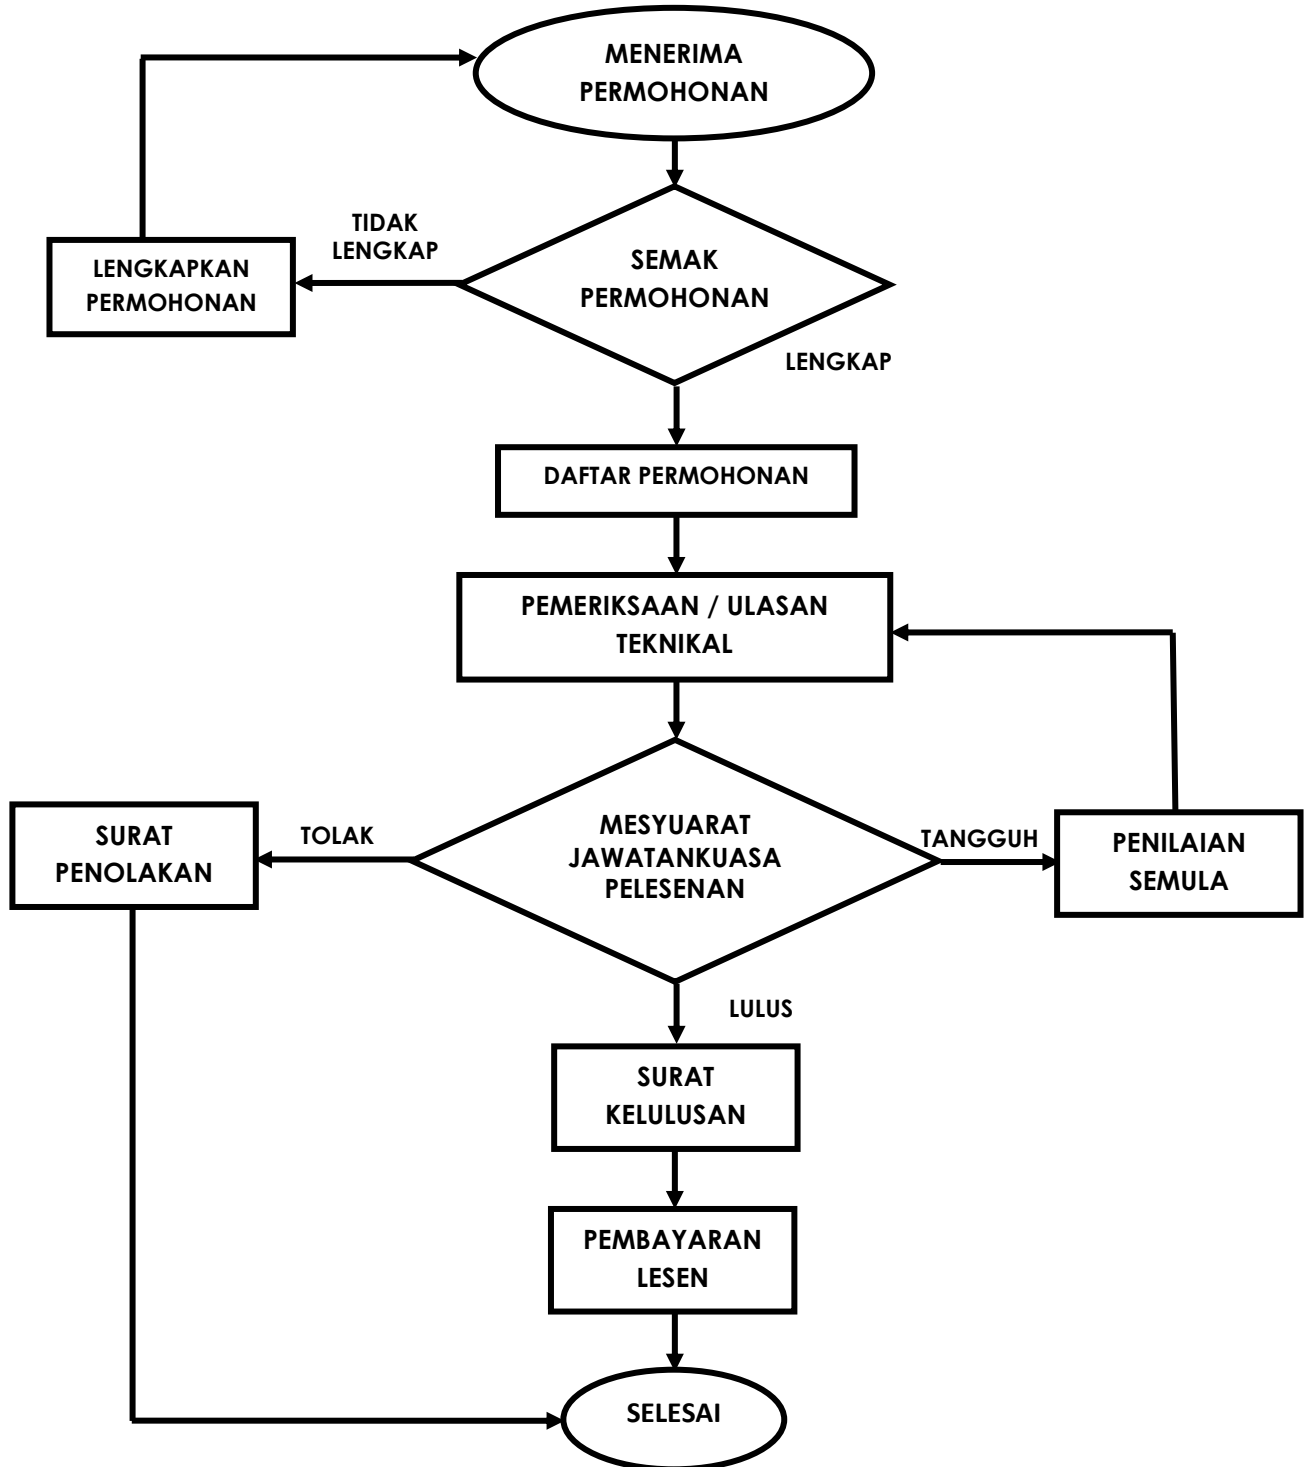 MENERIMA
PERMOHONAN
TIDAK
LENGKAP
LENGKAPKAN
PERMOHONAN
SEMAK
PERMOHONAN
LENGKAP
DAFTAR PERMOHONAN
PEMERIKSAAN / ULASAN
TEKNIKAL
SURAT
PENOLAKAN
TOLAK
MESYUARAT
JAWATANKUASA
PELESENAN
TANGGUH
PENILAIAN
SEMULA
LULUS
SURAT
KELULUSAN
PEMBAYARAN
LESEN
SELESAI